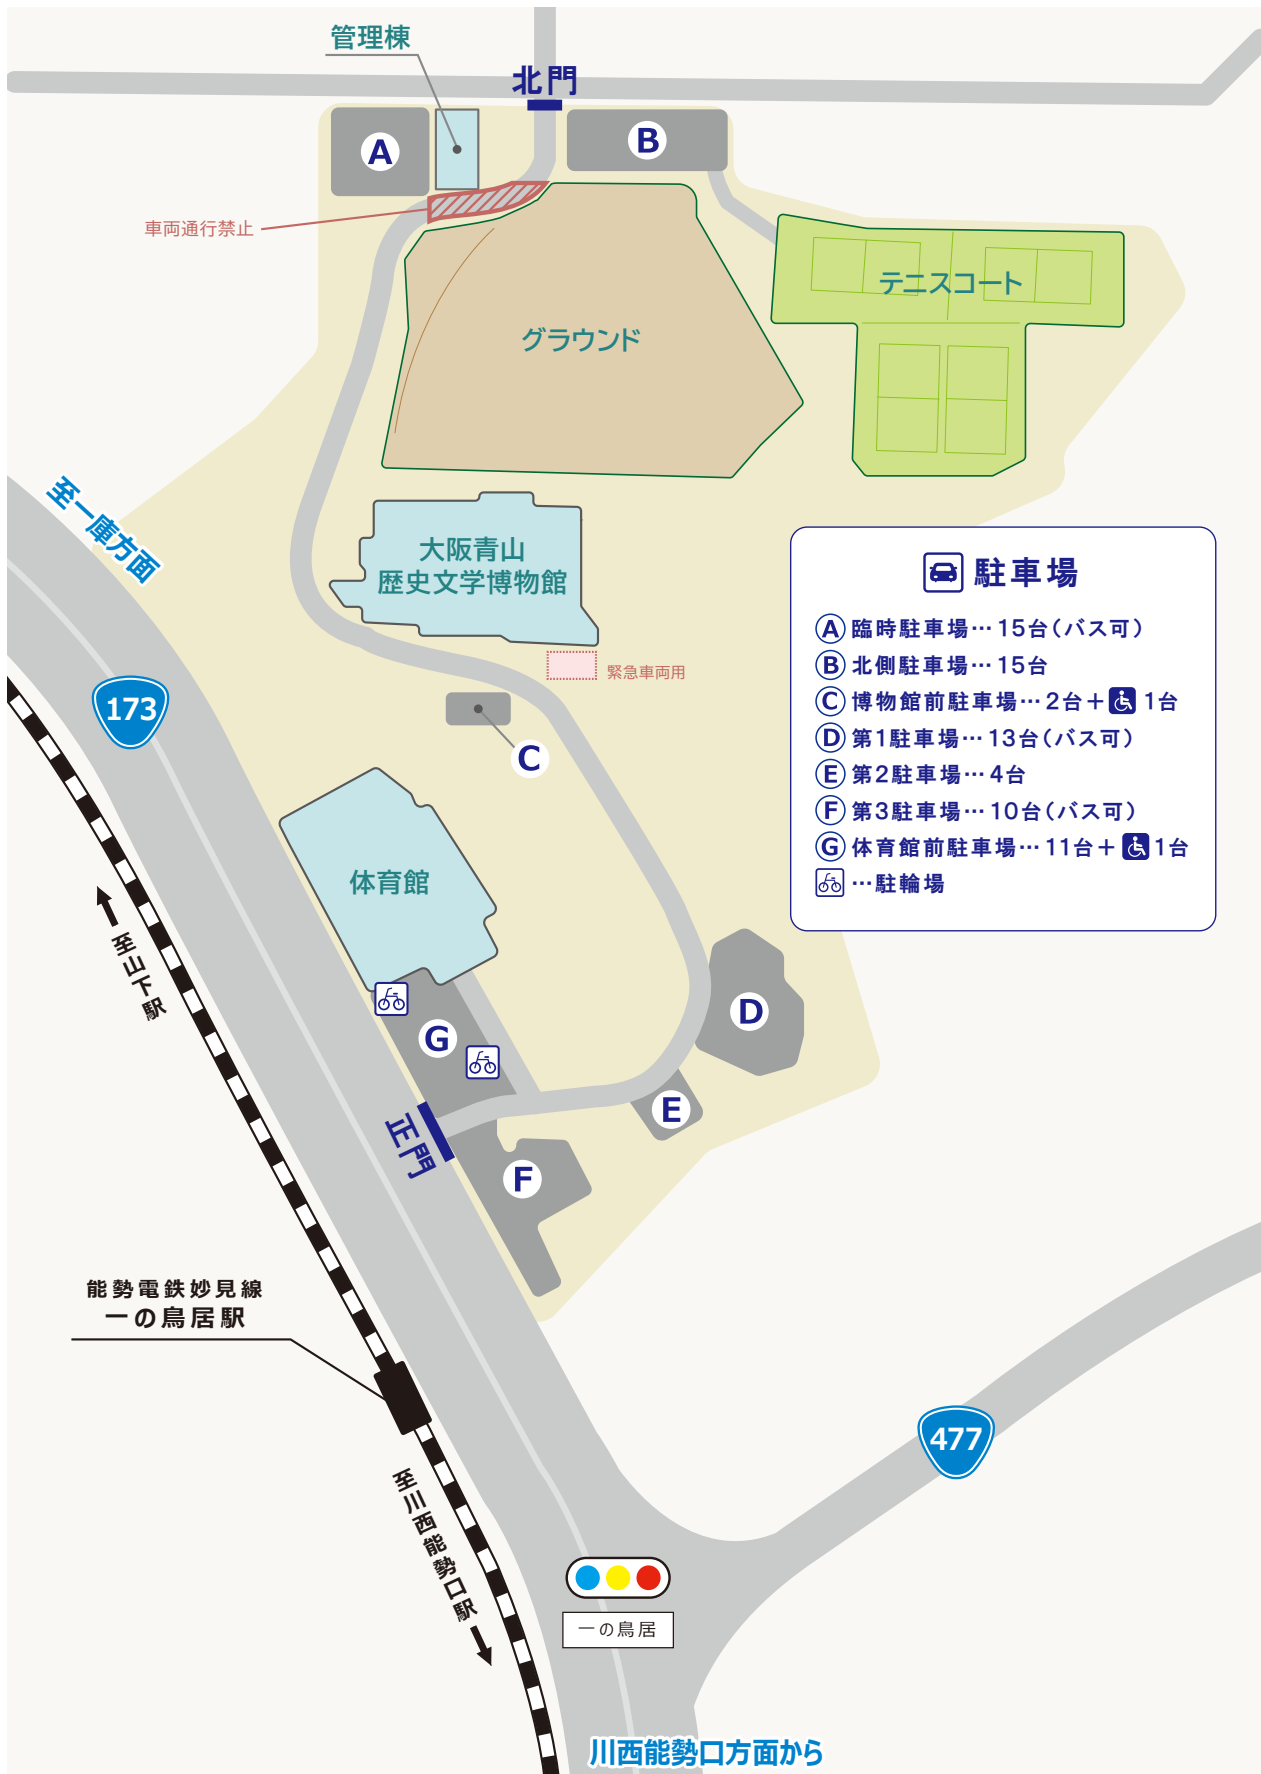 管理棟
北門
A
B
車両通行禁止
テニスコート
グラウンド
至一庫方面
大阪青山
歴史文学博物館
緊急車両用
173
C
駐車場
A 臨時駐車場…15台(バス可)
B 北側駐車場…15台
C 博物館前駐車場…2台+1台
D 第1駐車場…13台(バス可)
E 第2駐車場…4台
F 第3駐車場…10台(バス可)
G 体育館前駐車場…11台+1台
…駐輪場
体育館
至山下駅
D
G
E
正門
F
能勢電鉄妙見線
一の鳥居駅
477
至川西能勢口駅
一の鳥居
川西能勢口方面から